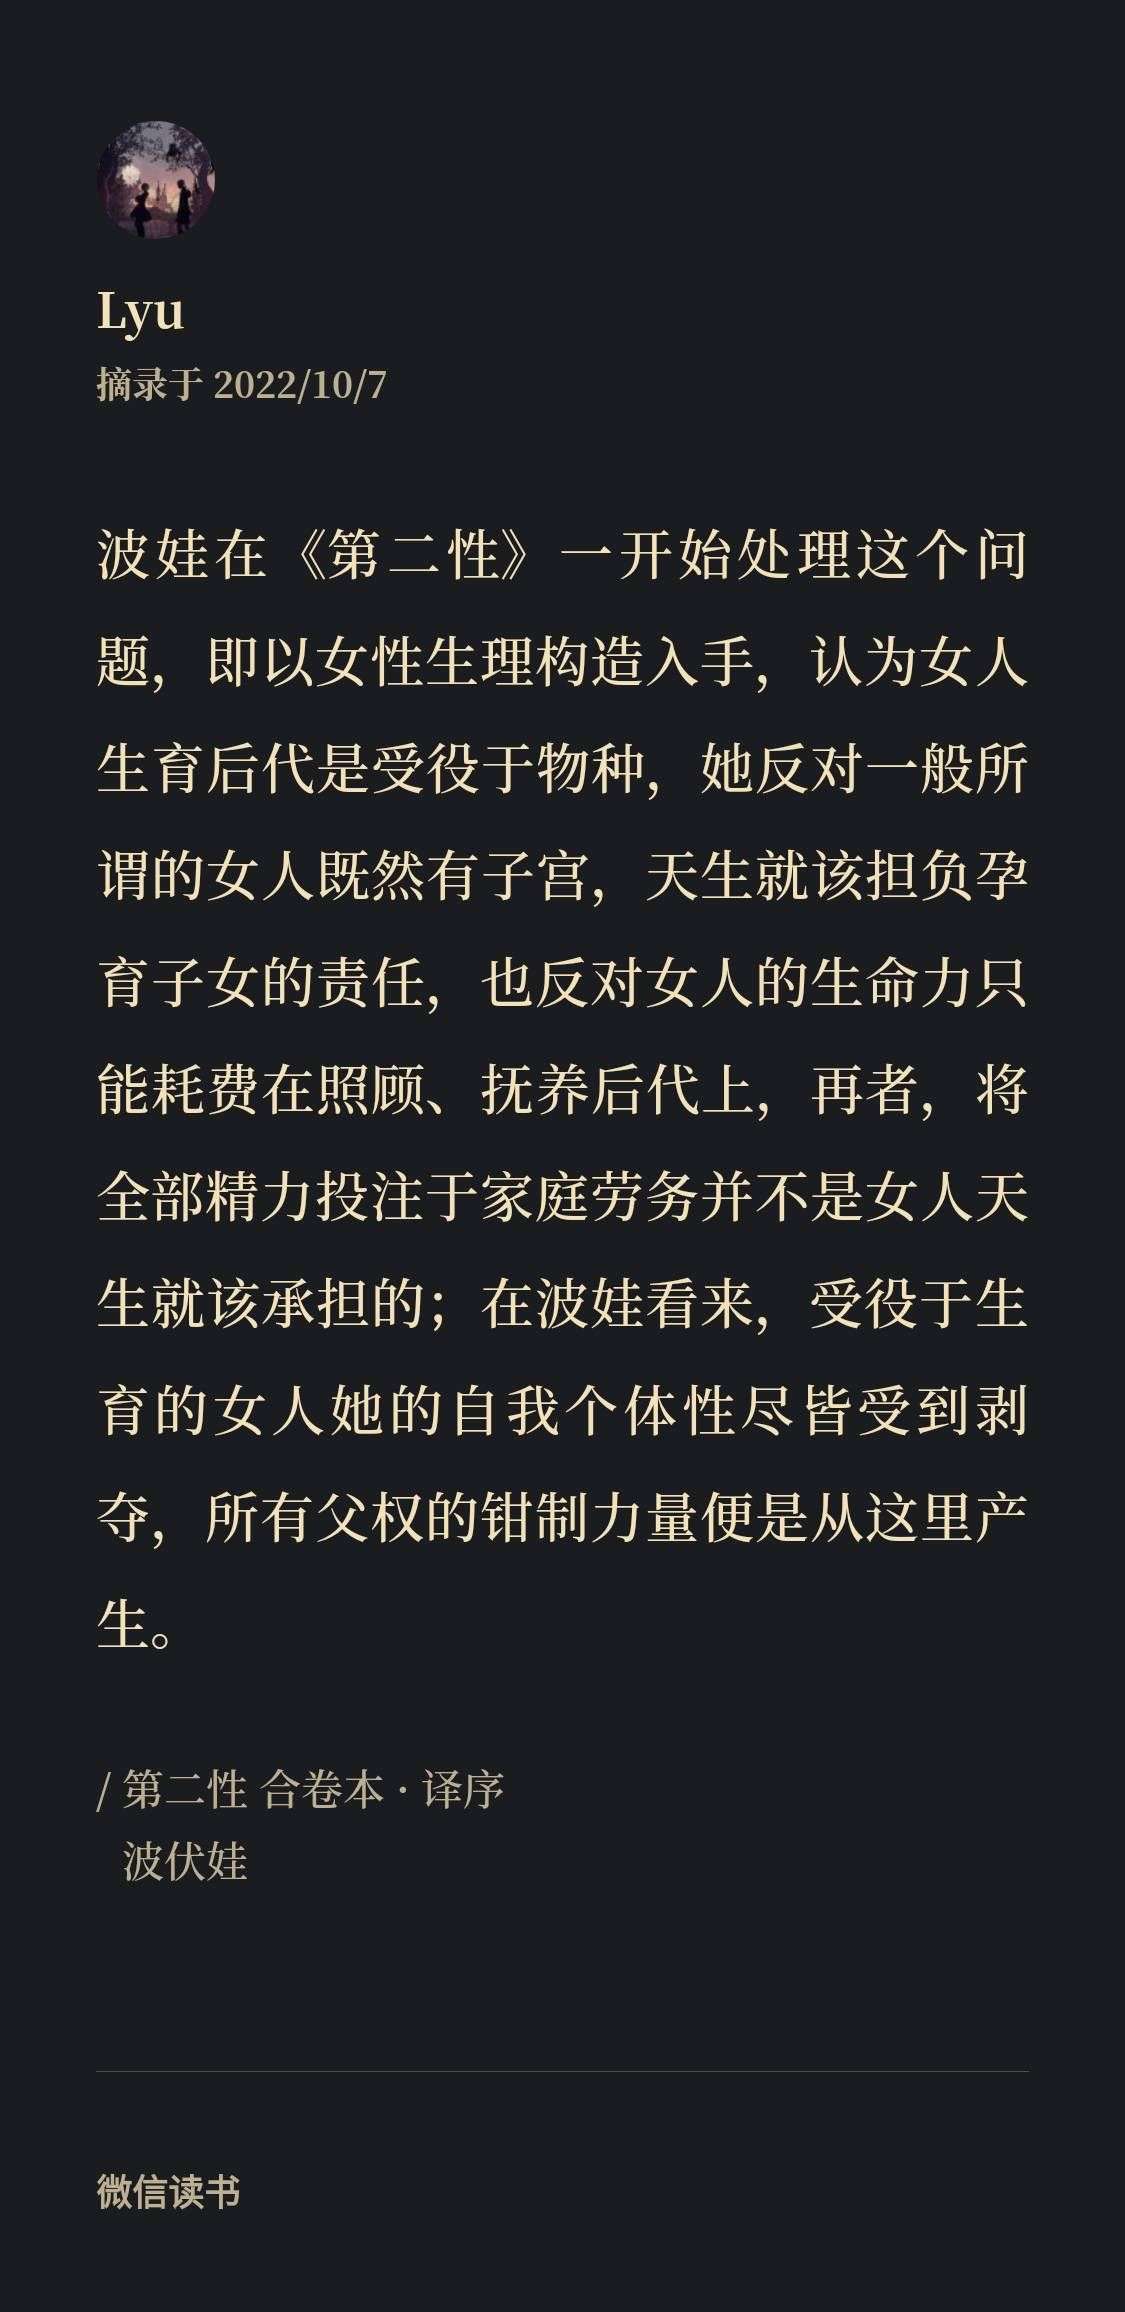 Lyu
摘录于 2022/10/7
波娃在《第二性》一开始处理这个问
题，即以女性生理构造入手，认为女人
生育后代是受役于物种，她反对一般所
谓的女人既然有子宫，天生就该担负孕
育子女的责任，也反对女人的生命力只
能耗费在照顾、抚养后代上，再者，将
全部精力投注于家庭劳务并不是女人天
生就该承担的；在波娃看来，受役于生
育的女人她的自我个体性尽皆受到剥
夺，所有父权的钳制力量便是从这里产
生。
/ 第二性 合卷本 · 译序
波伏娃
微信读书